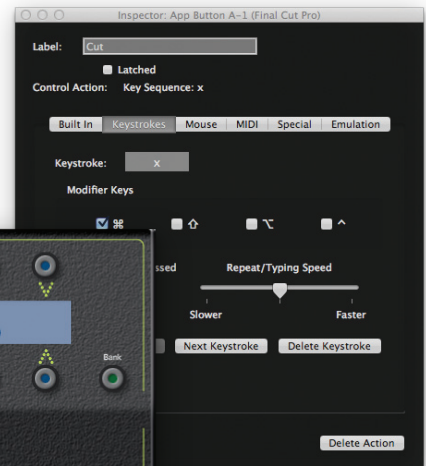 Inspector: App Button A-1 (Final Cut Pro)
Label: Cut
Latched
Control Action: Key Sequence: x
Built In Keystrokes Mouse MIDI Special Emulation
Keystroke: x
Modifier Keys
⌘ ⇧ ⌥ ^
ssed Repeat/Typing Speed
Slower Faster
Next Keystroke Delete Keystroke
Bank
Delete Action